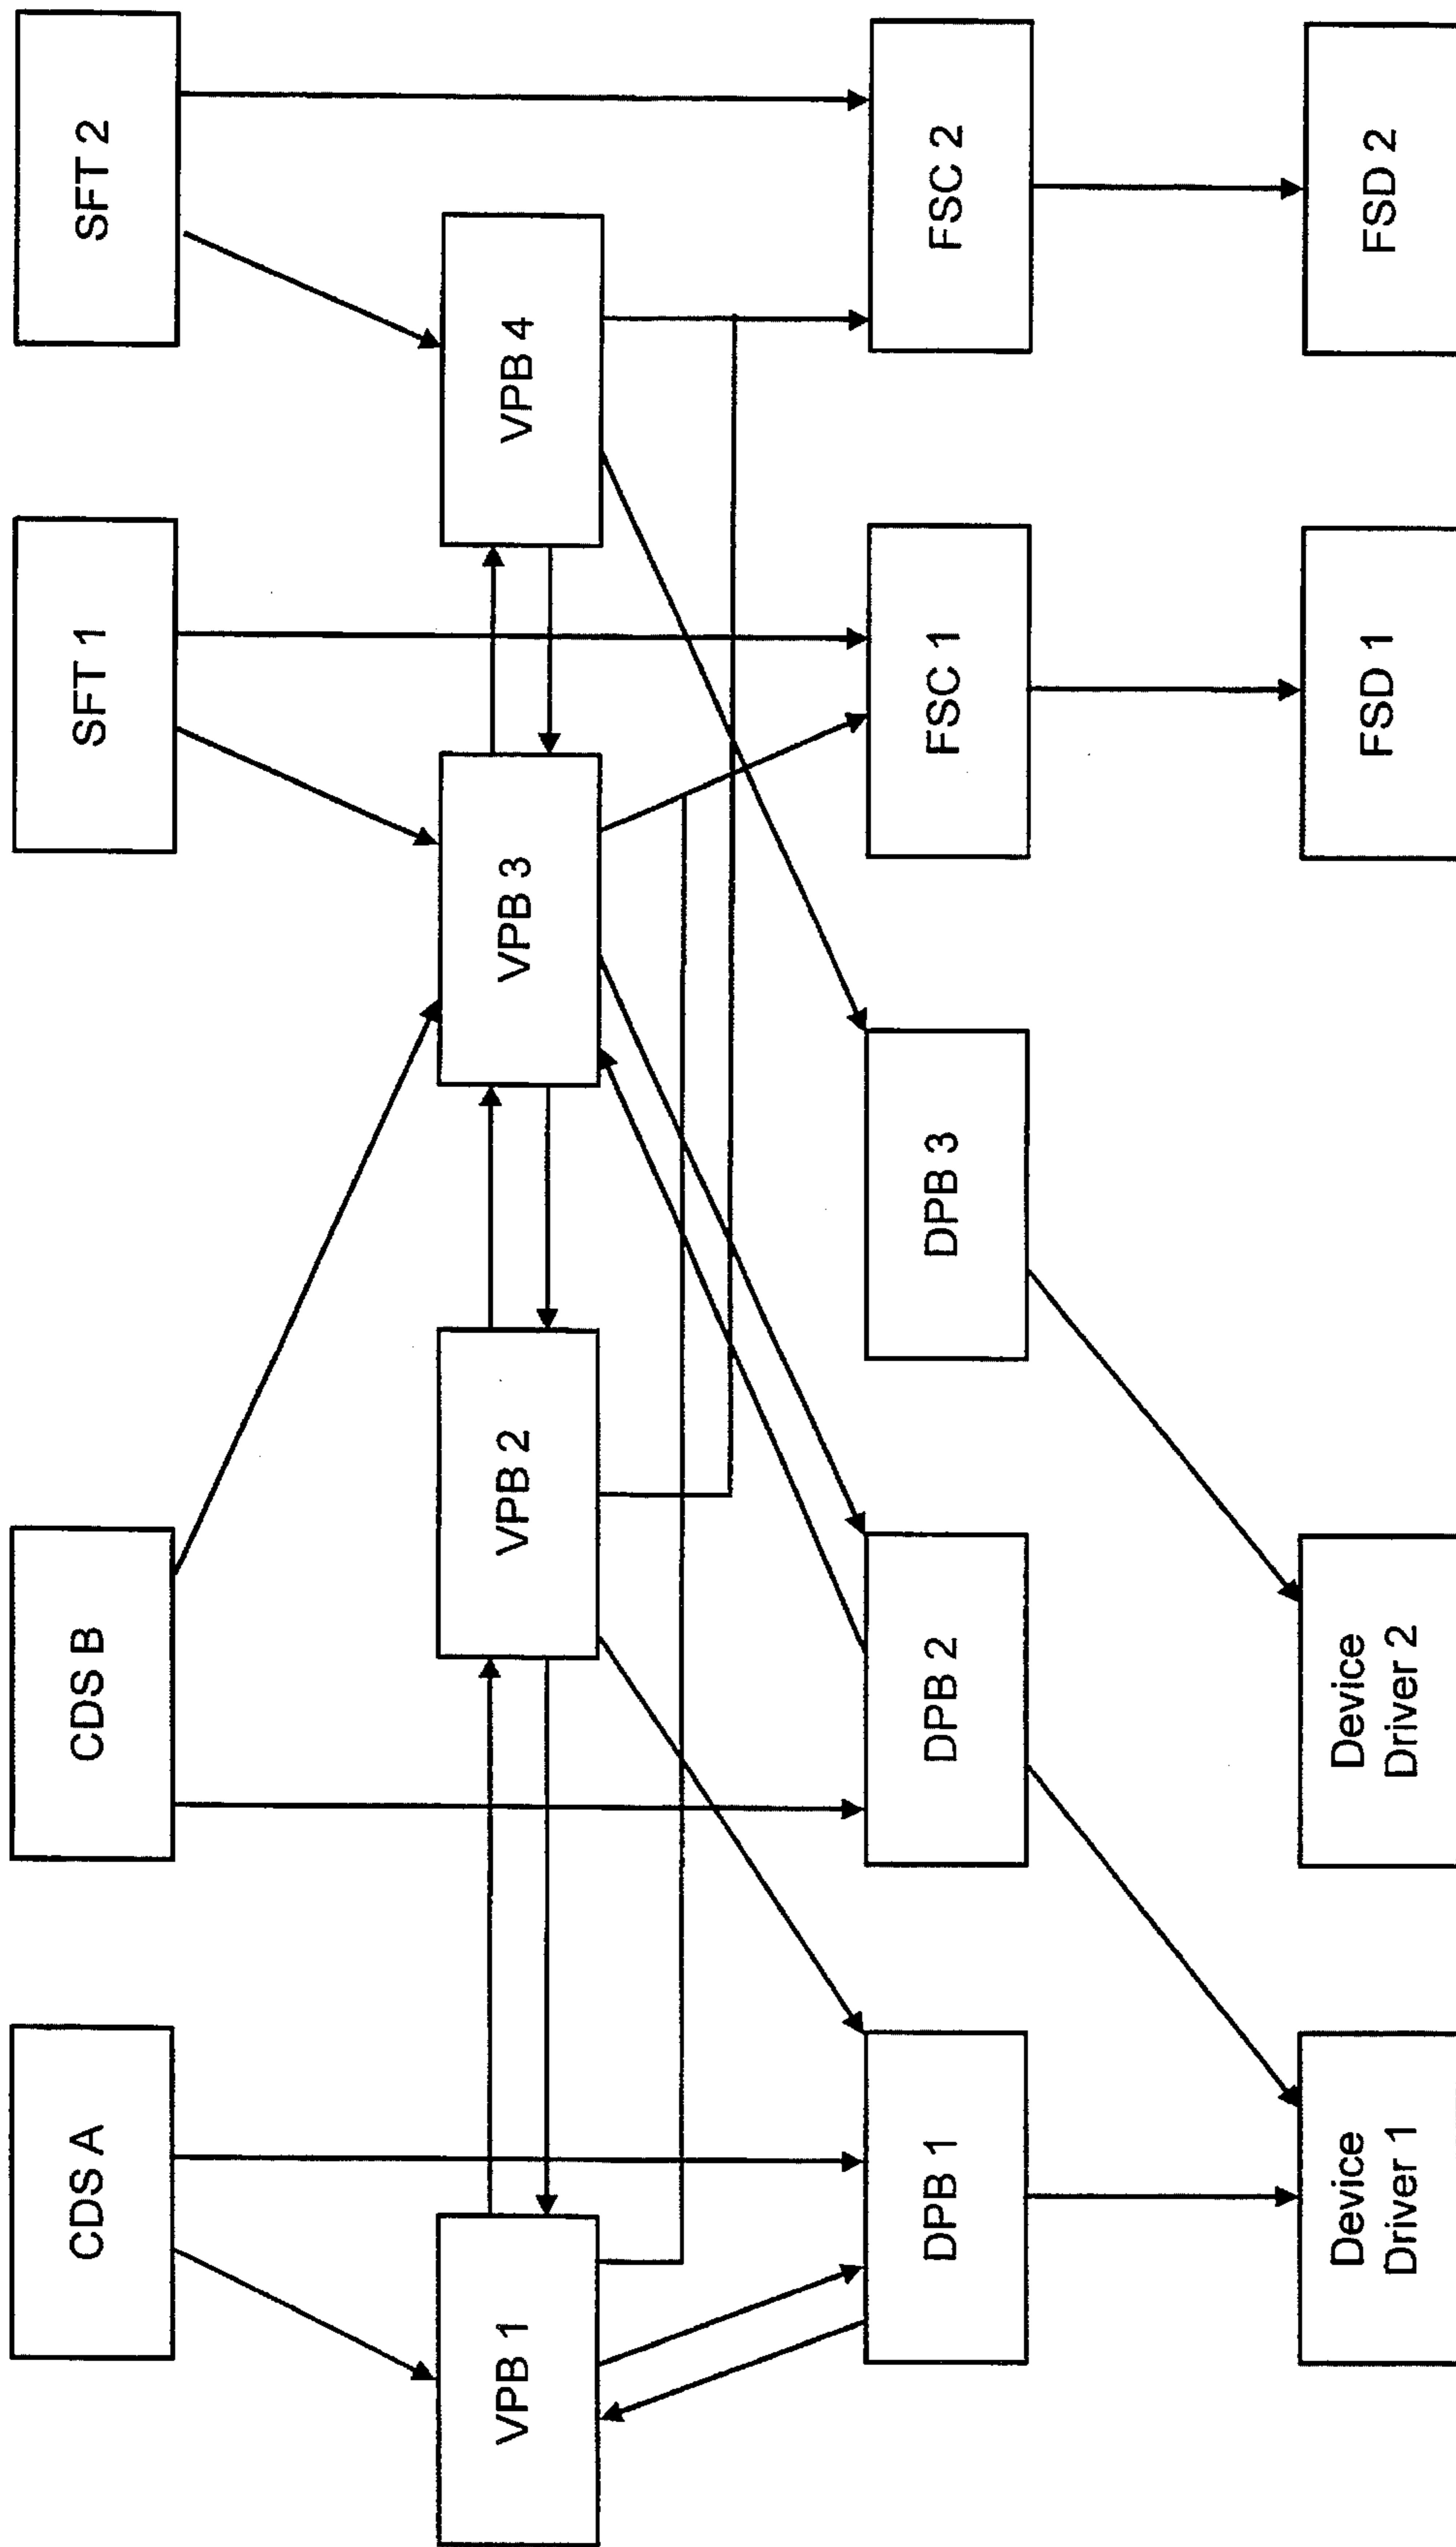 CDS A
CDS B
SFT 1
SFT 2
VPB 1
VPB 2
VPB 3
VPB 4
DPB 1
DPB 2
DPB 3
FSC 1
FSC 2
Device
Driver 1
Device
Driver 2
FSD 1
FSD 2